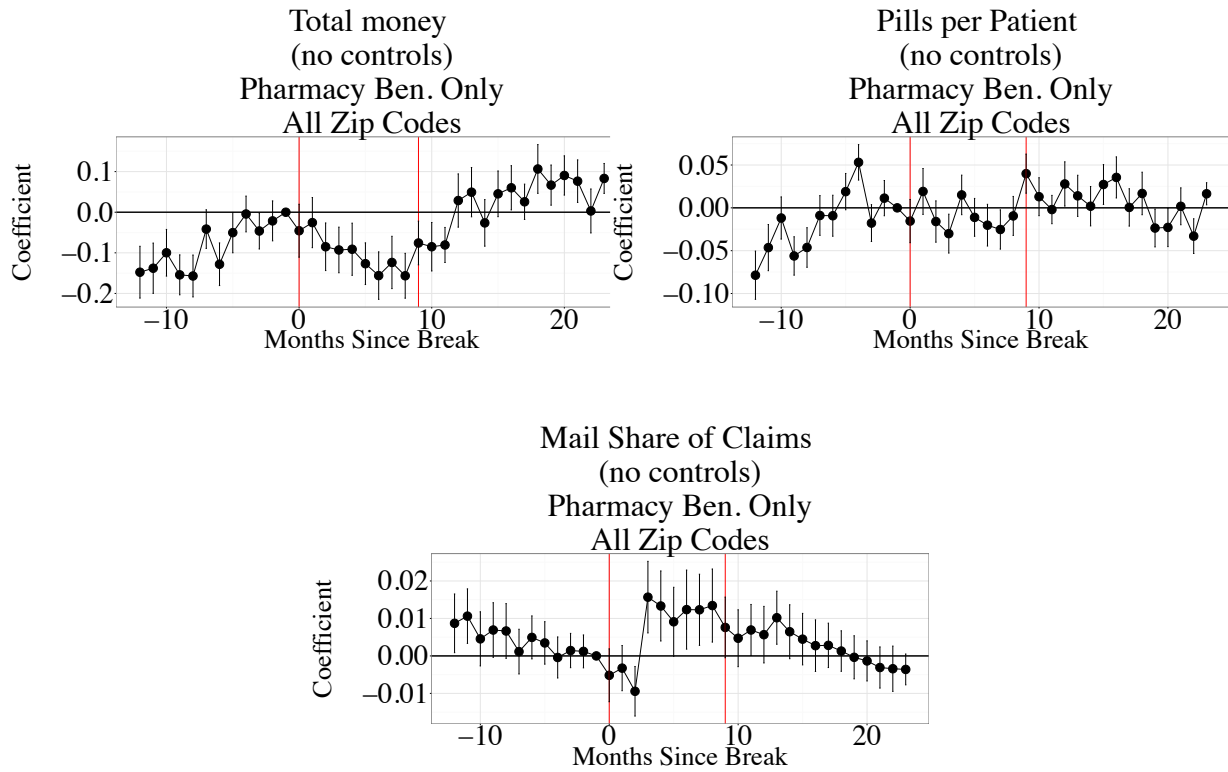 Total money
(no controls)
Pharmacy Ben. Only
All Zip Codes
Coefficient
0.1
0.0
−0.1
−0.2
−10
0
10
20
Months Since Break
Pills per Patient
(no controls)
Pharmacy Ben. Only
All Zip Codes
Coefficient
0.05
0.00
−0.05
−0.10
−10
0
10
20
Months Since Break
Mail Share of Claims
(no controls)
Pharmacy Ben. Only
All Zip Codes
Coefficient
0.02
0.01
0.00
−0.01
−10
0
10
20
Months Since Break